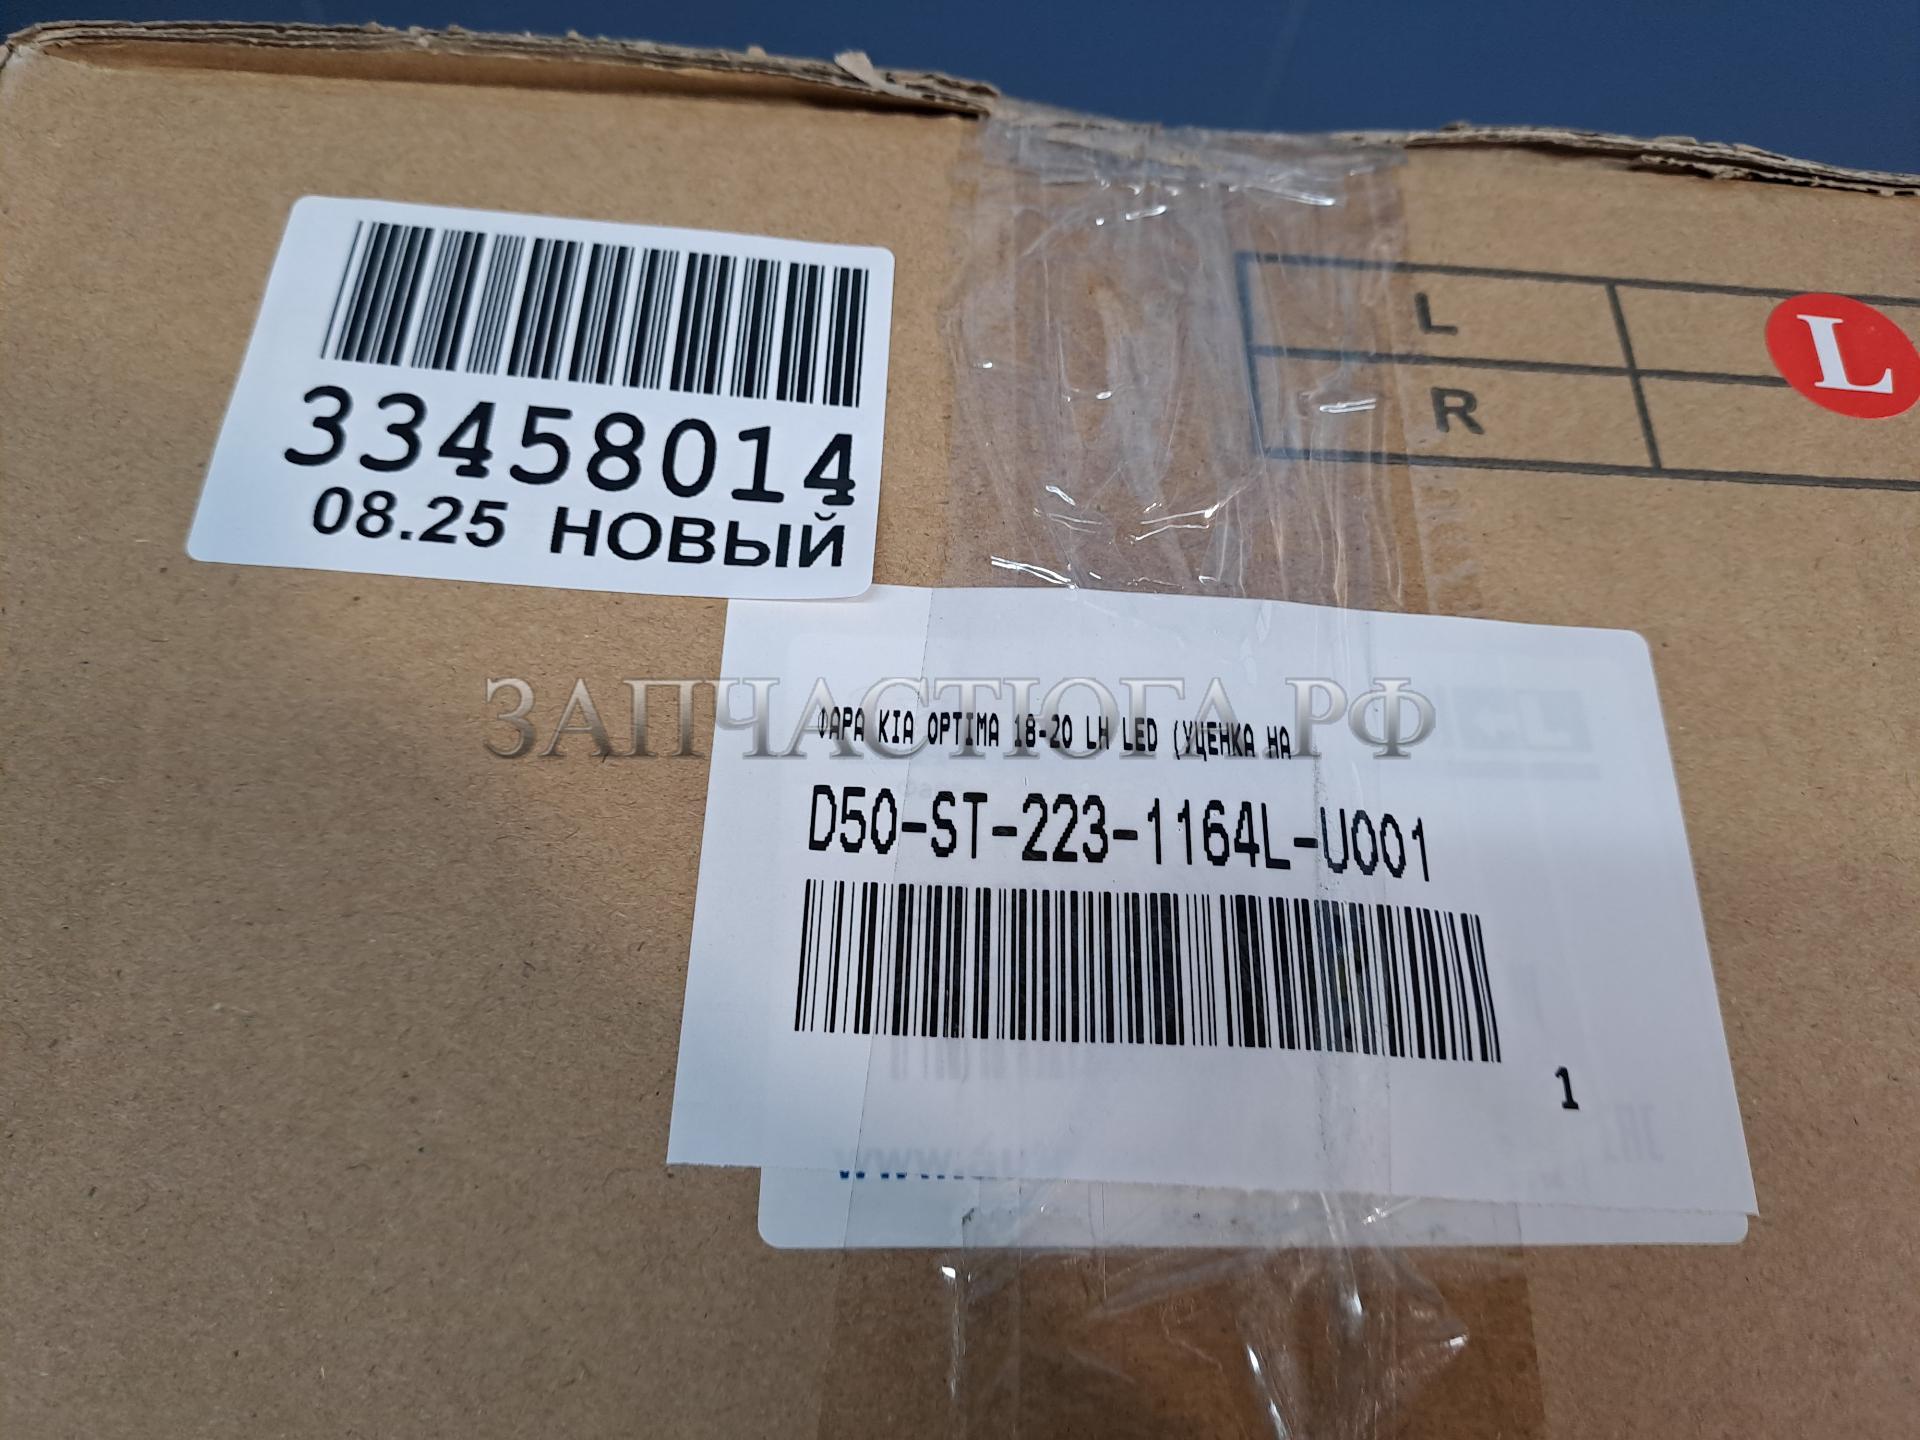 33458014
08.25 НОВЫЙ
L
L
R
ЗАПЧАСТЮГА.РФ
ФАРА KIA OPTIMA 18-20 LH LED (УЦЕНКА НА
D50-ST-223-1164L-U001
1